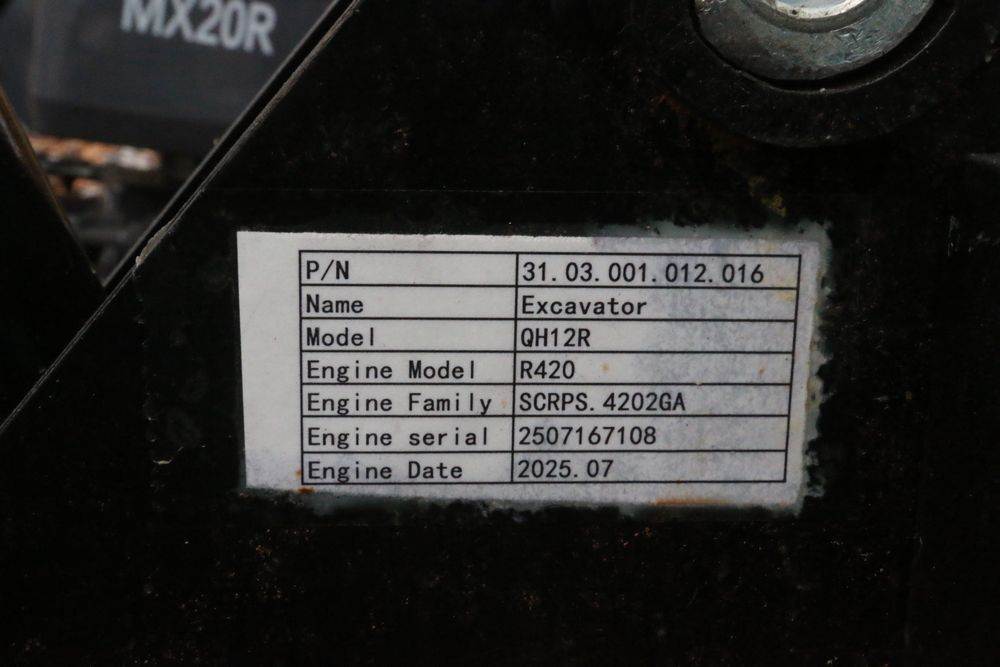 MX20R
P/N 31.03.001.012.016
Name Excavator
Model QH12R
Engine Model R420
Engine Family SCRPS.4202GA
Engine serial 2507167108
Engine Date 2025.07